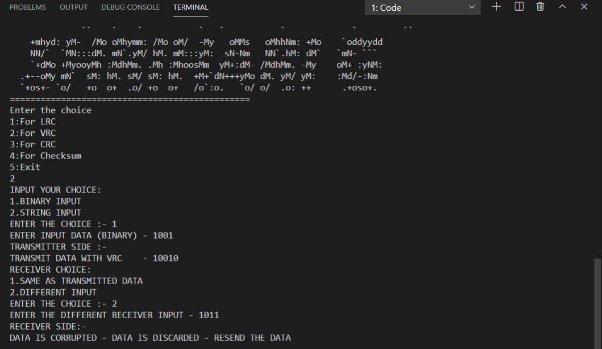 PROBLEMS OUTPUT DEBUG CONSOLE TERMINAL 1: Code
+mhyd: yM- /Mo oMhymm: /Mo oM/ -My oMMs oMhhNm: +Mo `oddyydd
NN/` `MN:::dM. mN`.yM/ hM. mm:::yM: sN-Nm NN`.hM: dM` `mN- ```
`+dMo +MyooyMh :MdhMm. .Mh :MhoosMm yM+:dM- /MdhMm. -My oM+ :yNM:
.+--oMy mN` sM: hM. sM/ sM: hM. +M+`dN+++yMo dM. yM/ yM: :Md/-:Nm
`+os+- `o/ +o o+ .o/ +o o+ /o`:o. `o/ o/ .o: ++ .+oso+.
================================================
Enter the choice
1:For LRC
2:For VRC
3:For CRC
4:For Checksum
5:Exit
2
INPUT YOUR CHOICE:
1.BINARY INPUT
2.STRING INPUT
ENTER THE CHOICE :- 1
ENTER INPUT DATA (BINARY) - 1001
TRANSMITTER SIDE :-
TRANSMIT DATA WITH VRC - 10010
RECEIVER CHOICE:
1.SAME AS TRANSMITTED DATA
2.DIFFERENT INPUT
ENTER THE CHOICE :- 2
ENTER THE DIFFERENT RECEIVER INPUT - 1011
RECEIVER SIDE:-
DATA IS CORRUPTED - DATA IS DISCARDED - RESEND THE DATA